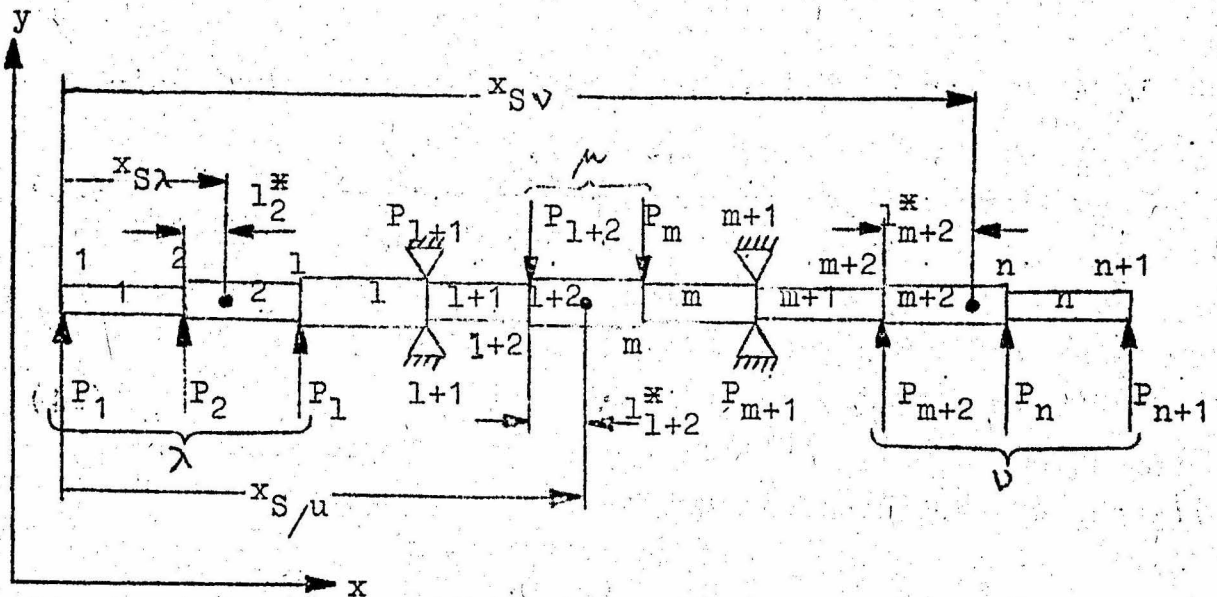 y
x_Sν
x_Sλ
l*_2
μ
P_l+1
P_l+2
P_m
m+1
l*_m+2
1
2
l
m+2
n
n+1
1
2
l
l+1
l+2
m
m+1
m+2
n
l+2
m
P_1
P_2
P_l
l+1
l*_l+2
P_m+1
P_m+2
P_n
P_n+1
λ
ν
x_Sμ
x